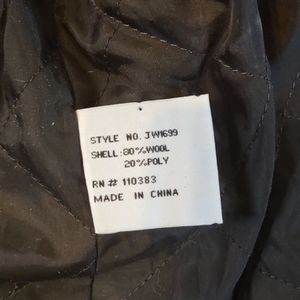 STYLE NO. JW1699
SHELL:80%WOOL
20%POLY
RN# 110383
MADE IN CHINA